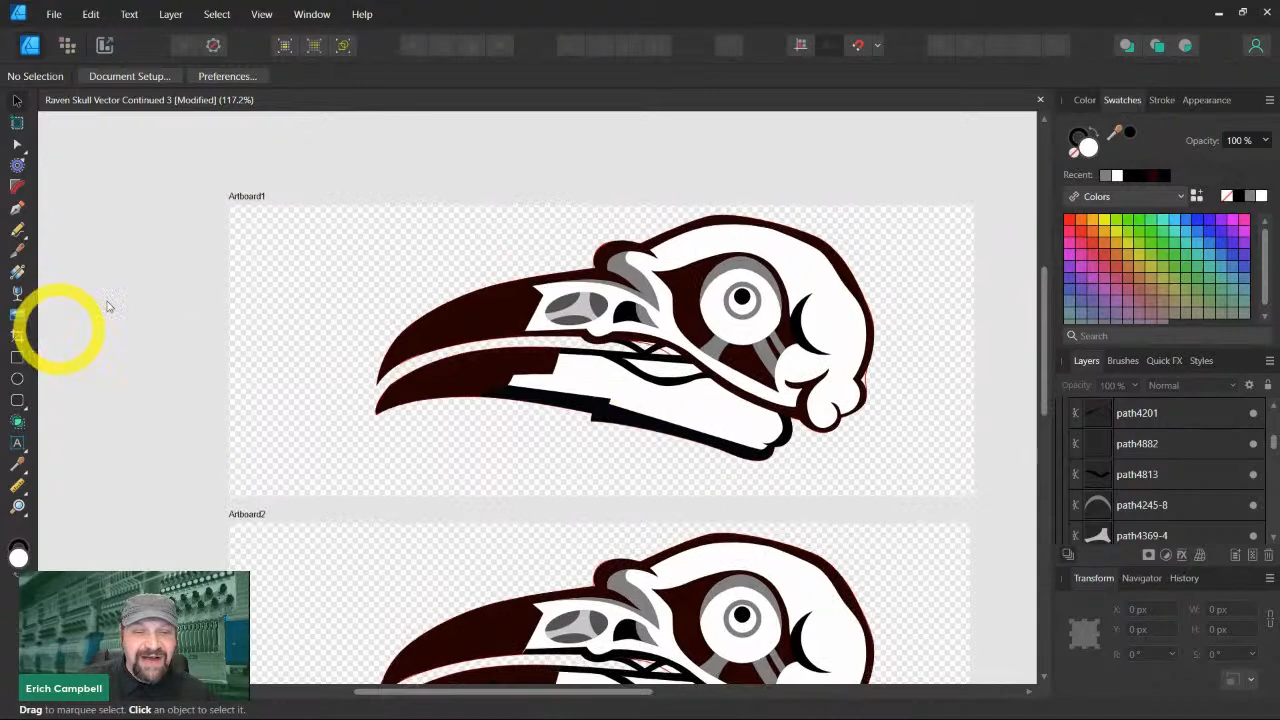 File Edit Text Layer Select View Window Help
No Selection Document Setup... Preferences...
Raven Skull Vector Continued 3 [Modified] (117.2%)
Color Swatches Stroke Appearance
Opacity: 100 %
Recent:
Colors
Search
Artboard1
Layers Brushes Quick FX Styles
Opacity: 100 % Normal
path4201
path4882
path4813
path4245-8
path4369-4
Artboard2
Transform Navigator History
X: 0 px W: 0 px
Y: 0 px H: 0 px
R: 0 ° S: 0 °
Erich Campbell
Drag to marquee select. Click an object to select it.